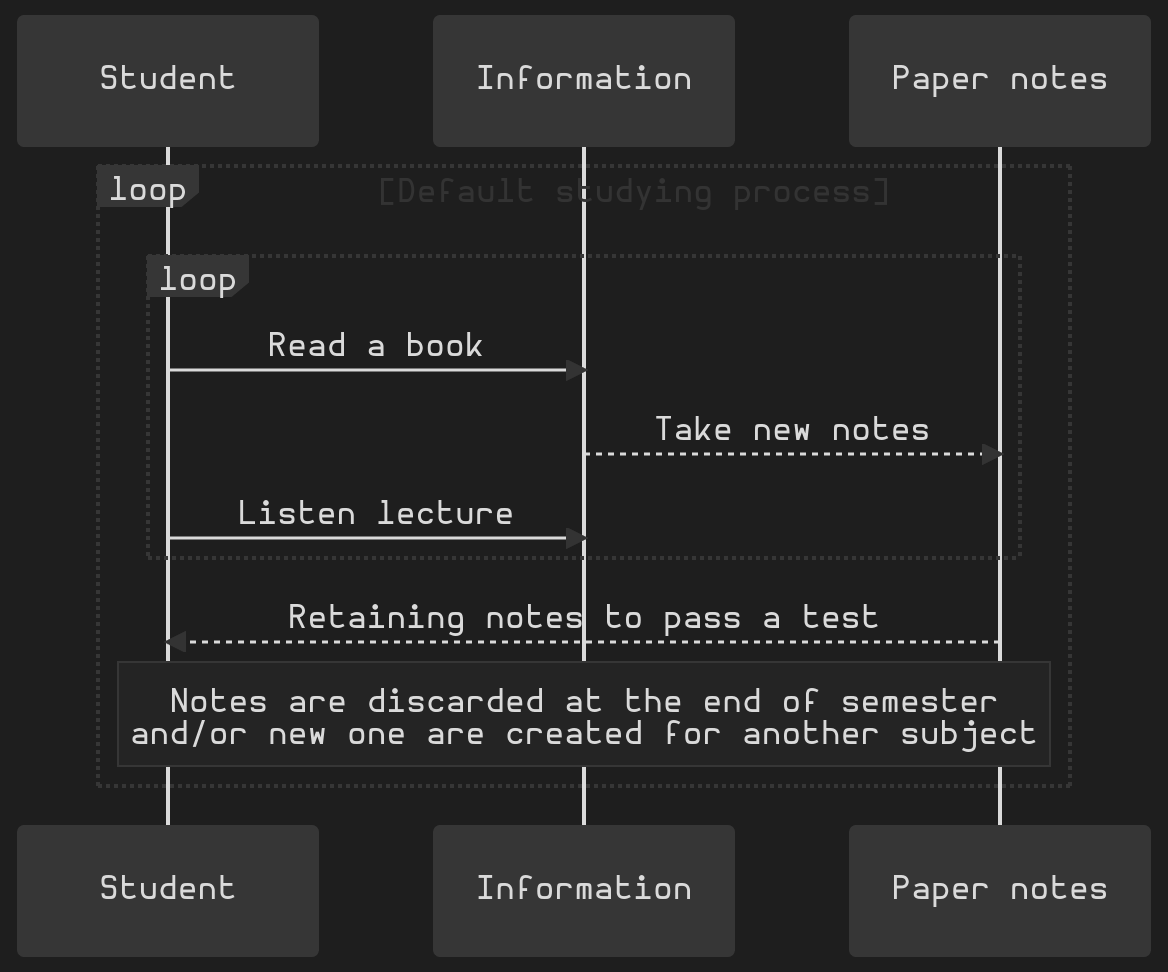 Student
Information
Paper notes
loop
[Default studying process]
loop
Read a book
Take new notes
Listen lecture
Retaining notes to pass a test
Notes are discarded at the end of semester
and/or new one are created for another subject
Student
Information
Paper notes